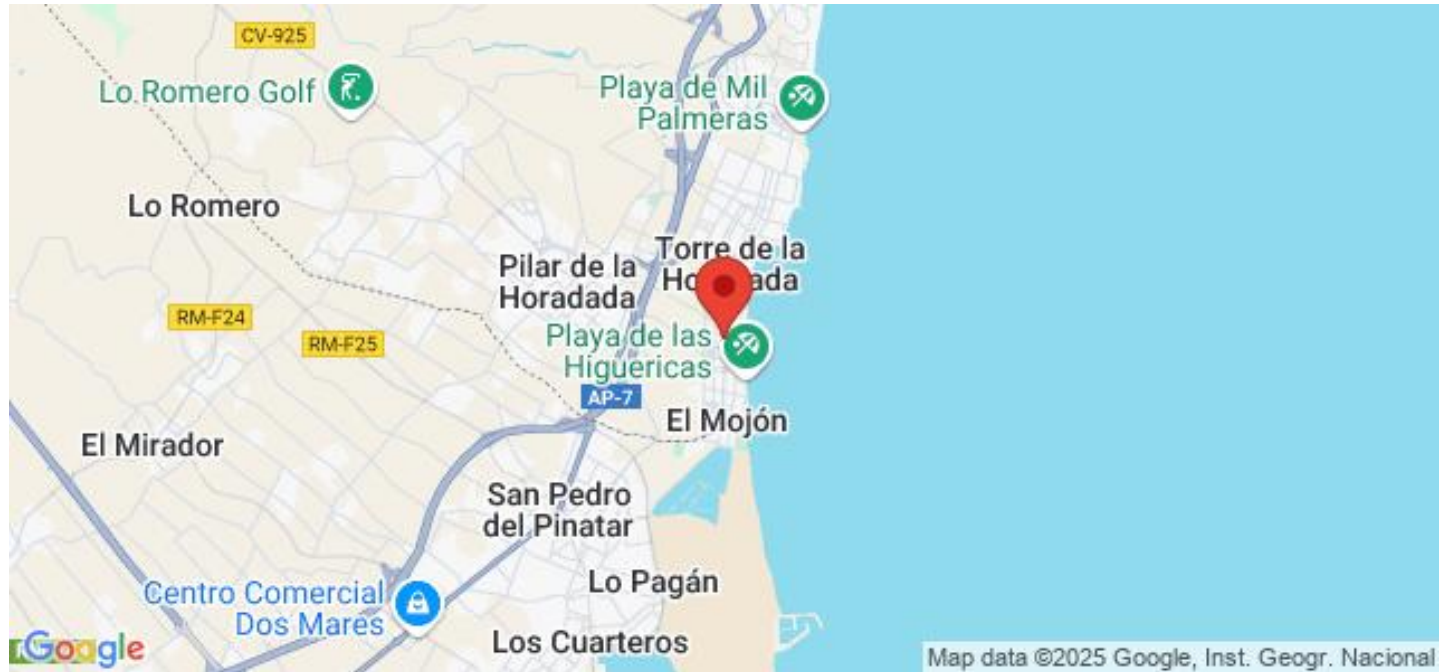 CV-925
Lo Romero Golf
Playa de Mil
Palmeras
Lo Romero
Torre de la
Pilar de la
Horadada
RM-F24
RM-F25
Playa de las
Higuericas
AP-7
El Mojón
El Mirador
San Pedro
del Pinatar
Lo Pagán
Centro Comercial
Dos Mares
Los Cuarteros
Google
Map data ©2025 Google, Inst. Geogr. Nacional